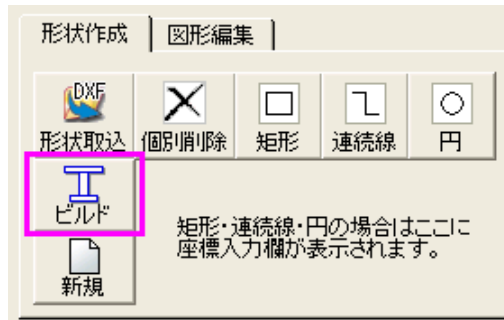 形状作成 図形編集
DXF
形状取込 個別削除 矩形 連続線 円
ビルド
矩形・連続線・円の場合はここに
座標入力欄が表示されます。
新規